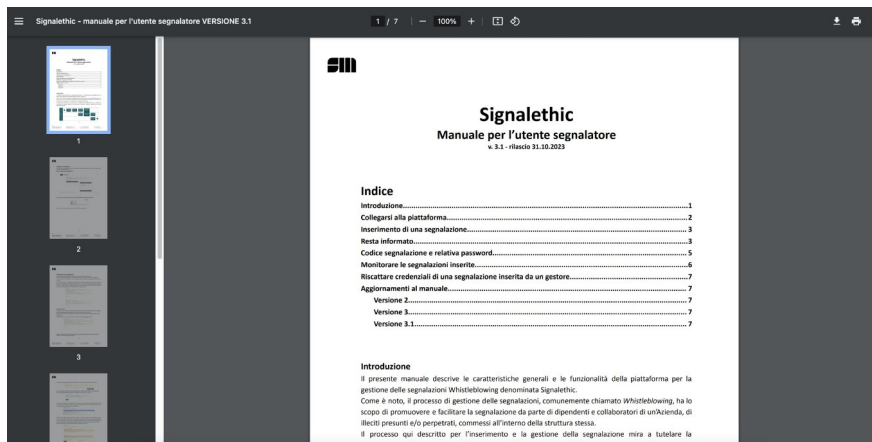 Signalethic - manuale per l'utente segnalatore VERSIONE 3.1
1 / 7
100%
1
2
3
Signalethic
Manuale per l'utente segnalatore
v. 3.1 - rilascio 31.10.2023
Indice
Introduzione 1
Collegarsi alla piattaforma 2
Inserimento di una segnalazione 3
Resta informato 3
Codice segnalazione e relativa password 5
Monitorare le segnalazioni inserite 6
Riscattare credenziali di una segnalazione inserita da un gestore 7
Aggiornamenti al manuale 7
Versione 2 7
Versione 3 7
Versione 3.1 7
Introduzione
Il presente manuale descrive le caratteristiche generali e le funzionalità della piattaforma per la
gestione delle segnalazioni Whistleblowing denominata Signalethic.
Come è noto, il processo di gestione delle segnalazioni, comunemente chiamato Whistleblowing, ha lo
scopo di promuovere e facilitare la segnalazione da parte di dipendenti e collaboratori di un'Azienda, di
illeciti presunti e/o perpetrati, commessi all'interno della struttura stessa.
Il processo qui descritto per l'inserimento e la gestione della segnalazione mira a tutelare la